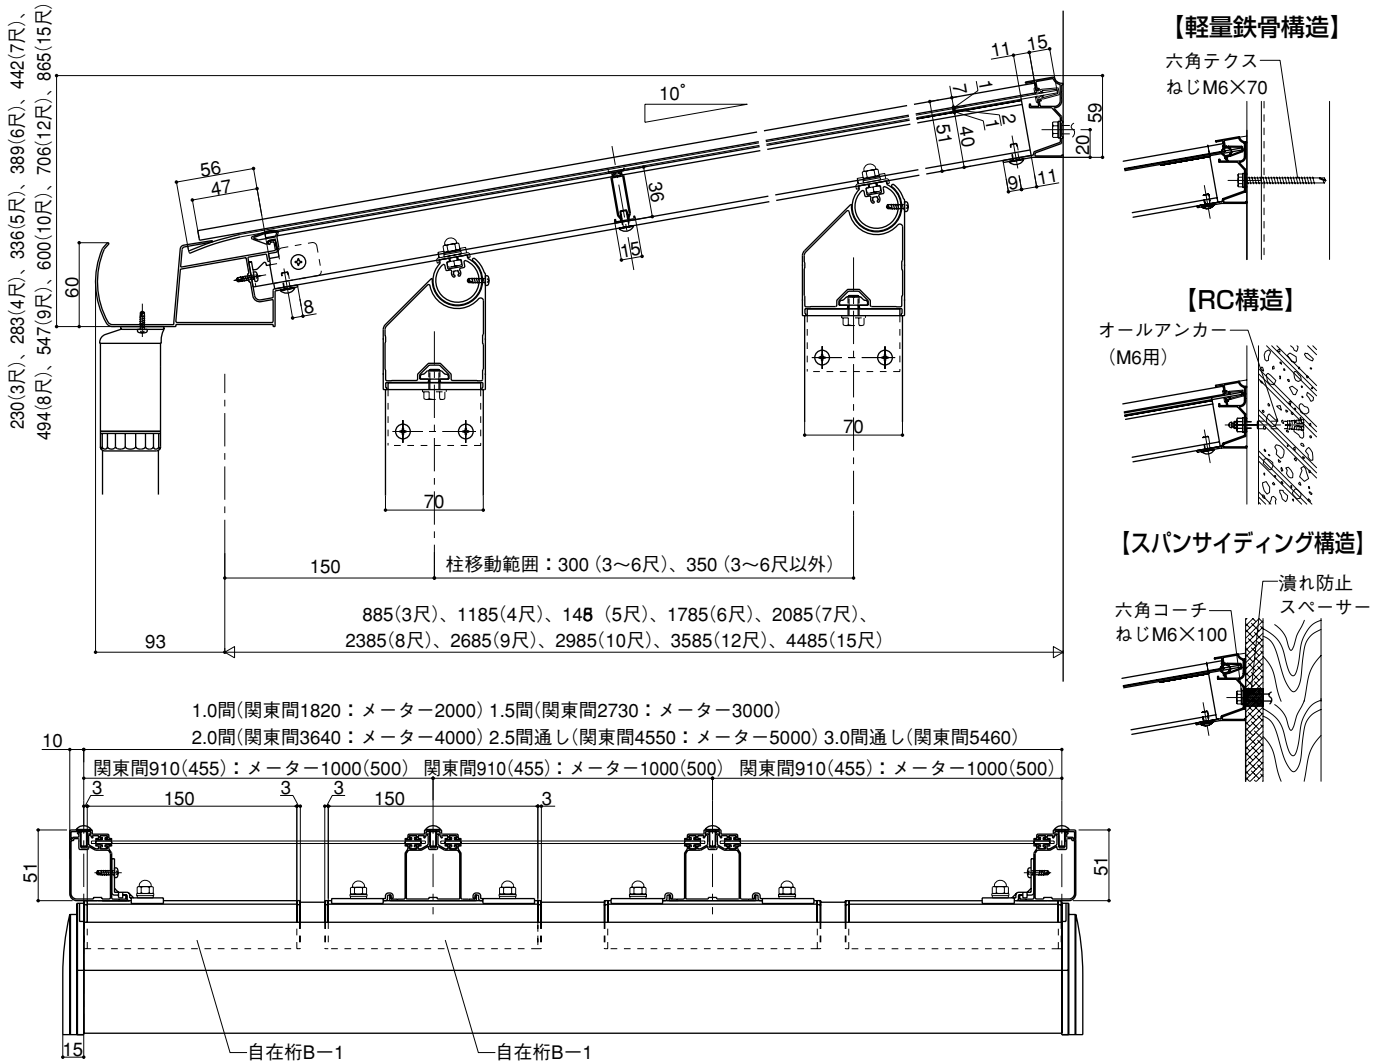 230(3尺)、283(4尺)、336(5尺)、389(6尺)、442(7尺)、
494(8尺)、547(9尺)、600(10尺)、706(12尺)、865(15尺)
10°
11
15
7
1
1
2
51
40
59
20
9
11
56
47
36
15
60
8
70
70
150
柱移動範囲：300（3〜6尺）、350（3〜6尺以外）
885(3尺)、1185(4尺)、 (5尺)、1785(6尺)、2085(7尺)、
2385(8尺)、2685(9尺)、2985(10尺)、3585(12尺)、4485(15尺)
93
【軽量鉄骨構造】
六角テクス
ねじM6×70
【RC構造】
オールアンカー
（M6用）
【スパンサイディング構造】
潰れ防止
スペーサー
六角コーチ
ねじM6×100
1.0間(関東間1820：メーター2000) 1.5間(関東間2730：メーター3000)
2.0間(関東間3640：メーター4000) 2.5間通し(関東間4550：メーター5000) 3.0間通し(関東間5460)
10
関東間910(455)：メーター1000(500) 関東間910(455)：メーター1000(500) 関東間910(455)：メーター1000(500)
3
150
3
3
150
3
51
51
15
自在桁B−1
自在桁B−1